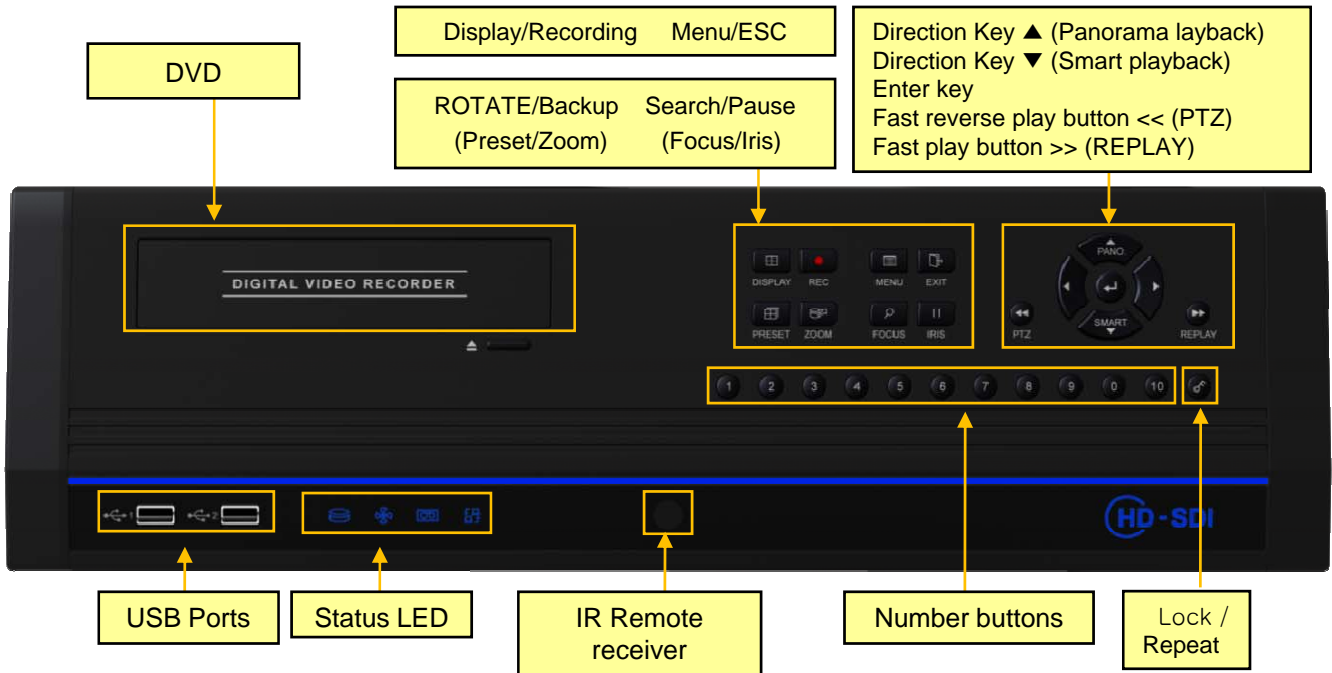 Display/Recording Menu/ESC
DVD
ROTATE/Backup Search/Pause
(Preset/Zoom) (Focus/Iris)
Direction Key ▲ (Panorama layback)
Direction Key ▼ (Smart playback)
Enter key
Fast reverse play button << (PTZ)
Fast play button >> (REPLAY)
DIGITAL VIDEO RECORDER
DISPLAY REC MENU EXIT
PRESET ZOOM FOCUS IRIS
PANO.
SMART
PTZ REPLAY
1 2 3 4 5 6 7 8 9 0 10
1 2
HD-SDI
USB Ports
Status LED
IR Remote
receiver
Number buttons
Lock /
Repeat